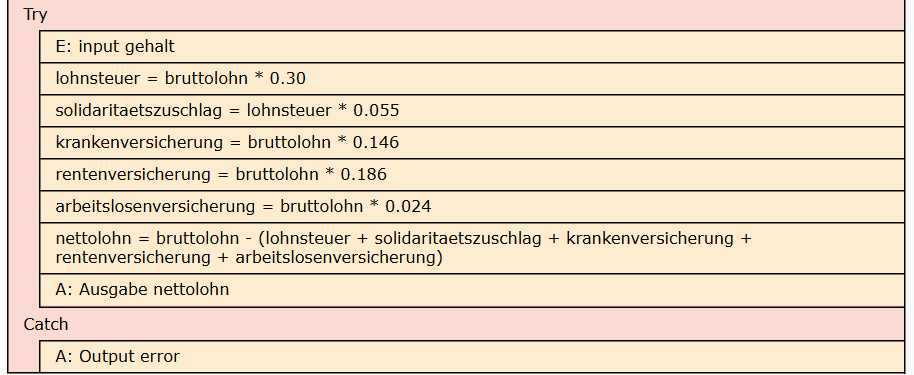 Try
E: input gehalt
lohnsteuer = bruttolohn * 0.30
solidaritaetszuschlag = lohnsteuer * 0.055
krankenversicherung = bruttolohn * 0.146
rentenversicherung = bruttolohn * 0.186
arbeitslosenversicherung = bruttolohn * 0.024
nettolohn = bruttolohn - (lohnsteuer + solidaritaetszuschlag + krankenversicherung +
rentenversicherung + arbeitslosenversicherung)
A: Ausgabe nettolohn
Catch
A: Output error